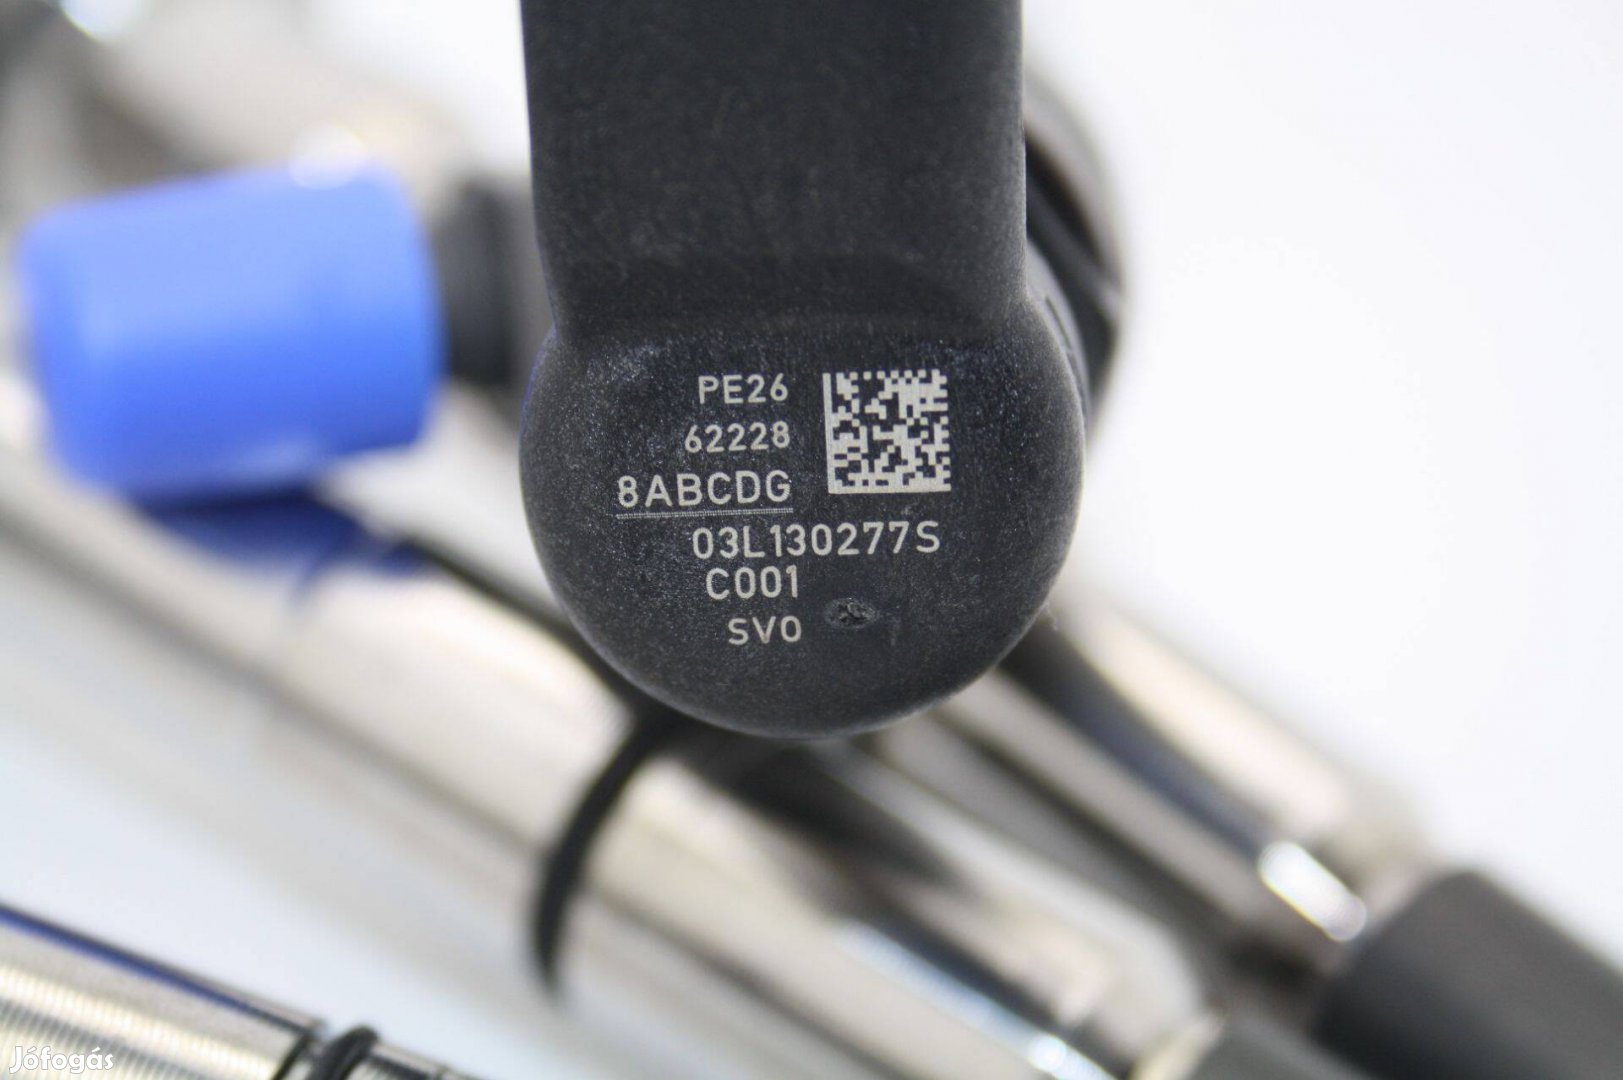 PE26
62228
8ABCDG
03L130277S
C001
SV0
Jófogás